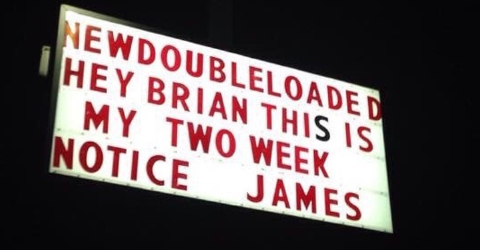 NEWDOUBLELOADED
HEY BRIAN THIS IS
MY TWO WEEK
NOTICE JAMES